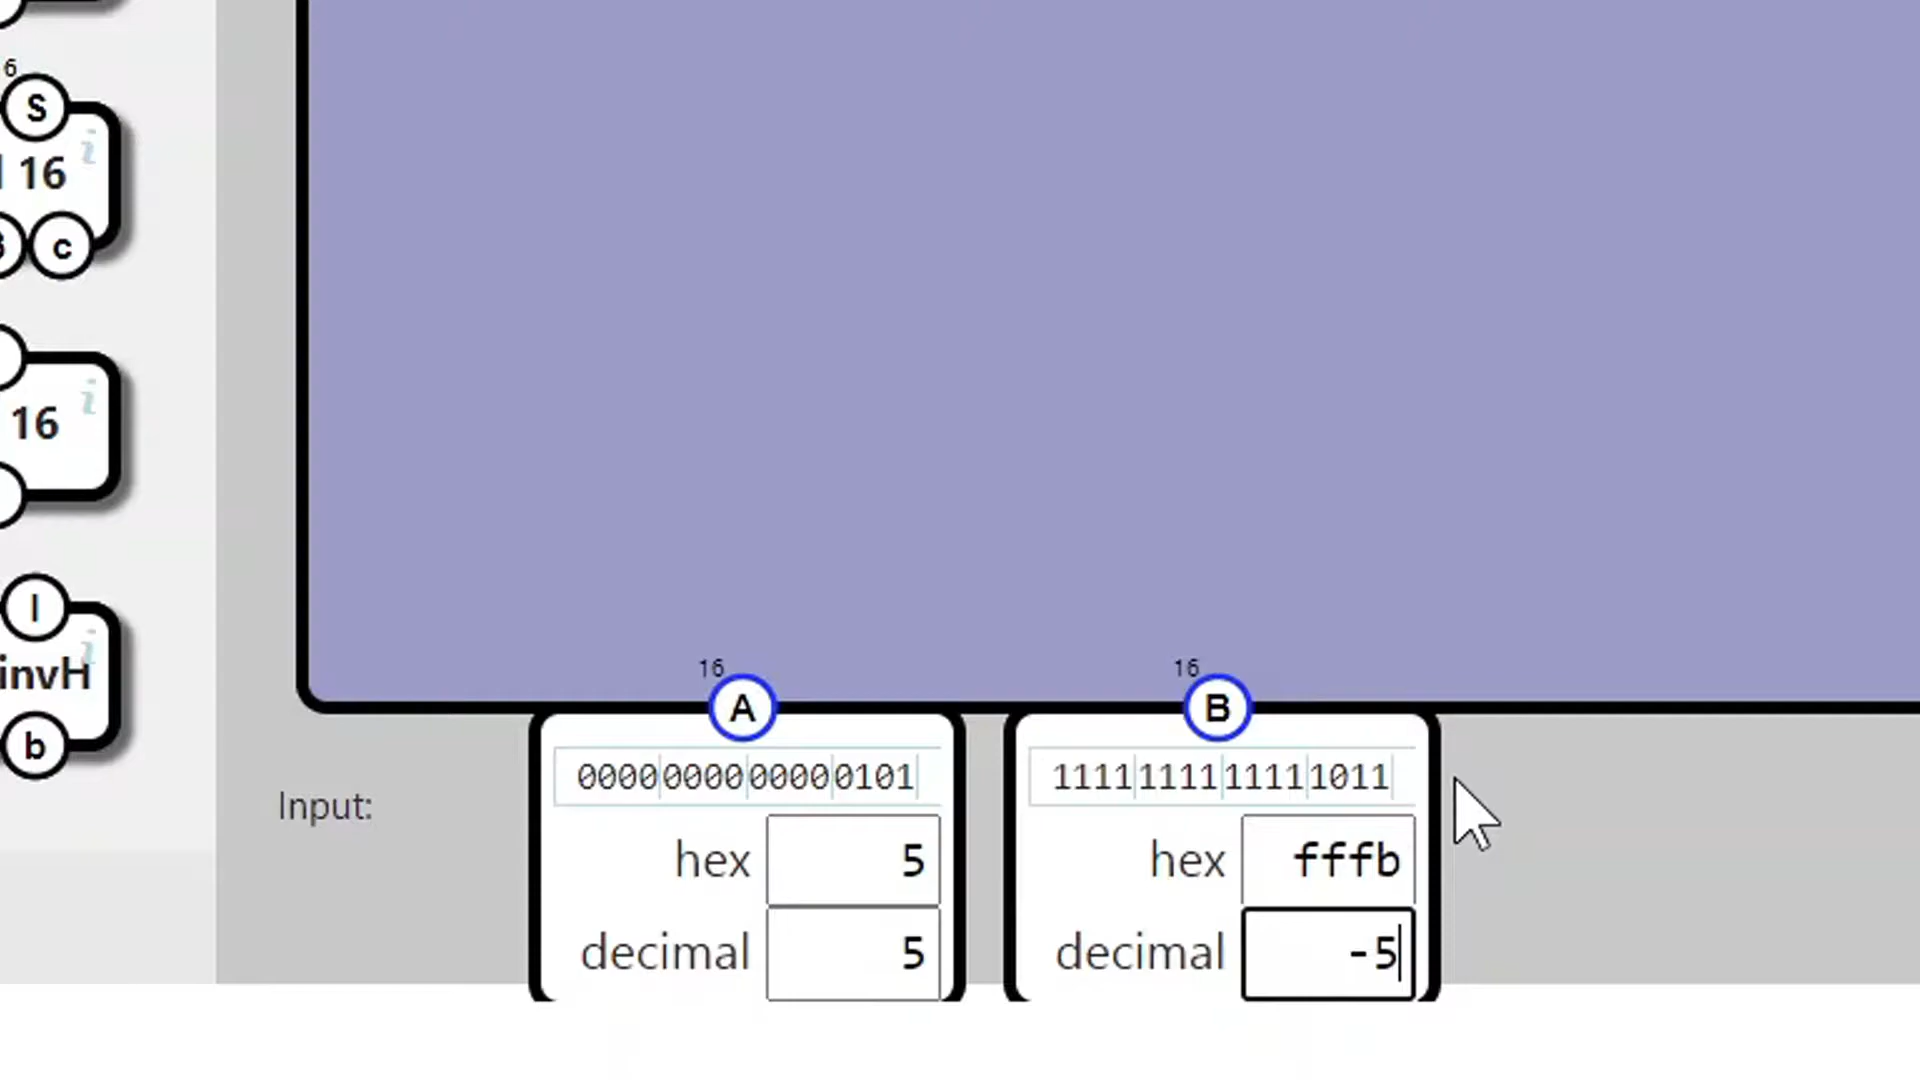 6
S
i
16
c
i
16
I
i
invH
b
16
A
16
B
Input:
0000 0000 0000 0101
1111 1111 1111 1011
hex
5
hex
fffb
decimal
5
decimal
-5